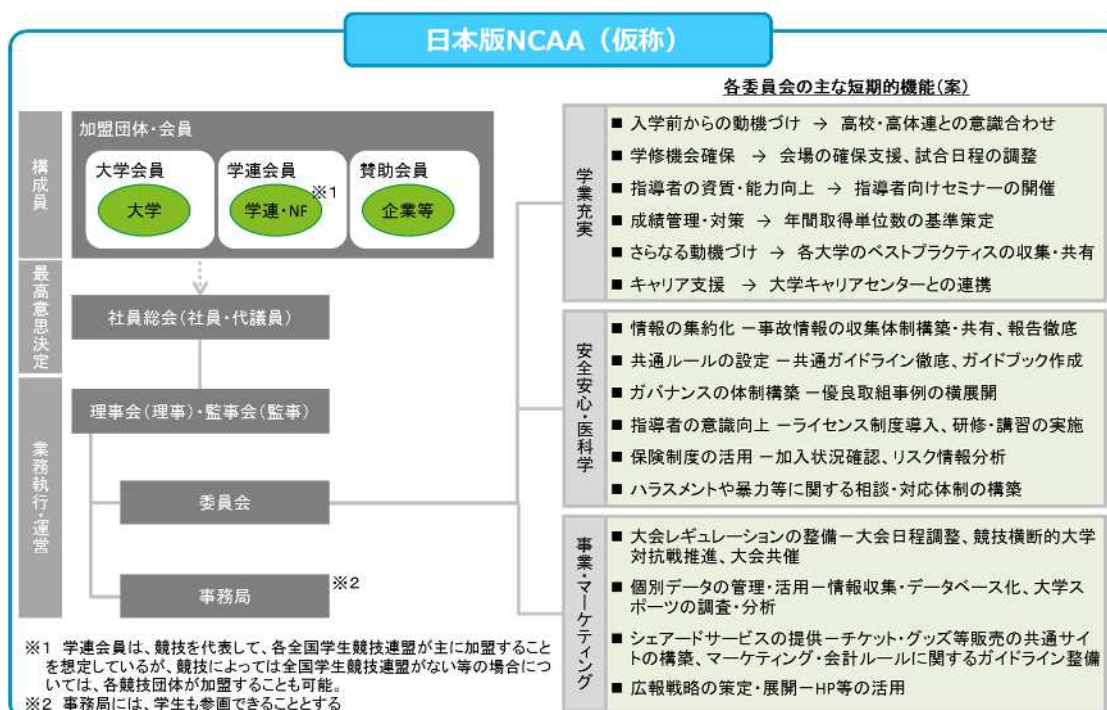 日本版NCAA（仮称）
構成員
加盟団体・会員
大学会員
大学
学連会員
※1
学連・NF
賛助会員
企業等
最高意思決定
社員総会（社員・代議員）
業務執行・運営
理事会（理事）・監事会（監事）
委員会
事務局
※2
※1 学連会員は、競技を代表して、各全国学生競技連盟が主に加盟すること
を想定しているが、競技によっては全国学生競技連盟がない等の場合につ
いては、各競技団体が加盟することも可能。
※2 事務局には、学生も参画できることとする
各委員会の主な短期的機能（案）
学業充実
■ 入学前からの動機づけ → 高校・高体連との意識合わせ
■ 学修機会確保 → 会場の確保支援、試合日程の調整
■ 指導者の資質・能力向上 → 指導者向けセミナーの開催
■ 成績管理・対策 → 年間取得単位数の基準策定
■ さらなる動機づけ → 各大学のベストプラクティスの収集・共有
■ キャリア支援 → 大学キャリアセンターとの連携
安全安心・医科学
■ 情報の集約化 －事故情報の収集体制構築・共有、報告徹底
■ 共通ルールの設定 －共通ガイドライン徹底、ガイドブック作成
■ ガバナンスの体制構築 －優良取組事例の横展開
■ 指導者の意識向上 －ライセンス制度導入、研修・講習の実施
■ 保険制度の活用 －加入状況確認、リスク情報分析
■ ハラスメントや暴力等に関する相談・対応体制の構築
事業・マーケティング
■ 大会レギュレーションの整備－大会日程調整、競技横断的大学
対抗戦推進、大会共催
■ 個別データの管理・活用－情報収集・データベース化、大学ス
ポーツの調査・分析
■ シェアードサービスの提供－チケット・グッズ等販売の共通サイ
トの構築、マーケティング・会計ルールに関するガイドライン整備
■ 広報戦略の策定・展開－HP等の活用